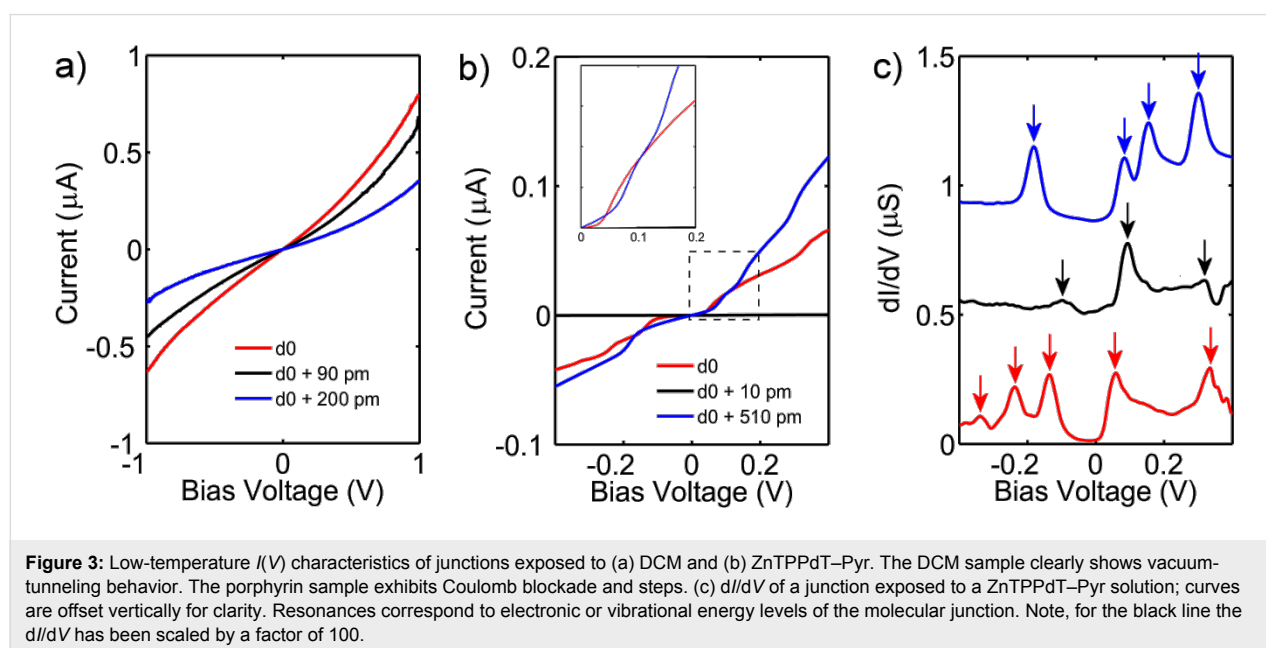 a)
1
0.5
0
-0.5
-1
-1
0
1
Current (µA)
Bias Voltage (V)
d0
d0 + 90 pm
d0 + 200 pm
b)
0.2
0.1
0
-0.1
-0.2
0
0.2
Current (µA)
Bias Voltage (V)
0
0.1
0.2
d0
d0 + 10 pm
d0 + 510 pm
c)
1.5
1
0.5
0
-0.2
0
0.2
dI/dV (µS)
Bias Voltage (V)
Figure 3: Low-temperature I(V) characteristics of junctions exposed to (a) DCM and (b) ZnTPPdT–Pyr. The DCM sample clearly shows vacuum-
tunneling behavior. The porphyrin sample exhibits Coulomb blockade and steps. (c) dI/dV of a junction exposed to a ZnTPPdT–Pyr solution; curves
are offset vertically for clarity. Resonances correspond to electronic or vibrational energy levels of the molecular junction. Note, for the black line the
dI/dV has been scaled by a factor of 100.